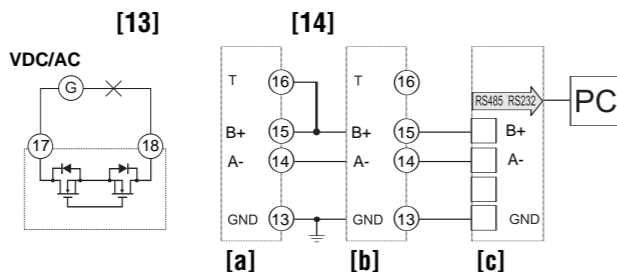 [13]
VDC/AC
G
17 18
[14]
T 16 T 16
B+ 15 B+ 15 B+
A- 14 A- 14 A-
GND 13 GND 13 GND
RS485 RS232
PC
[a] [b] [c]